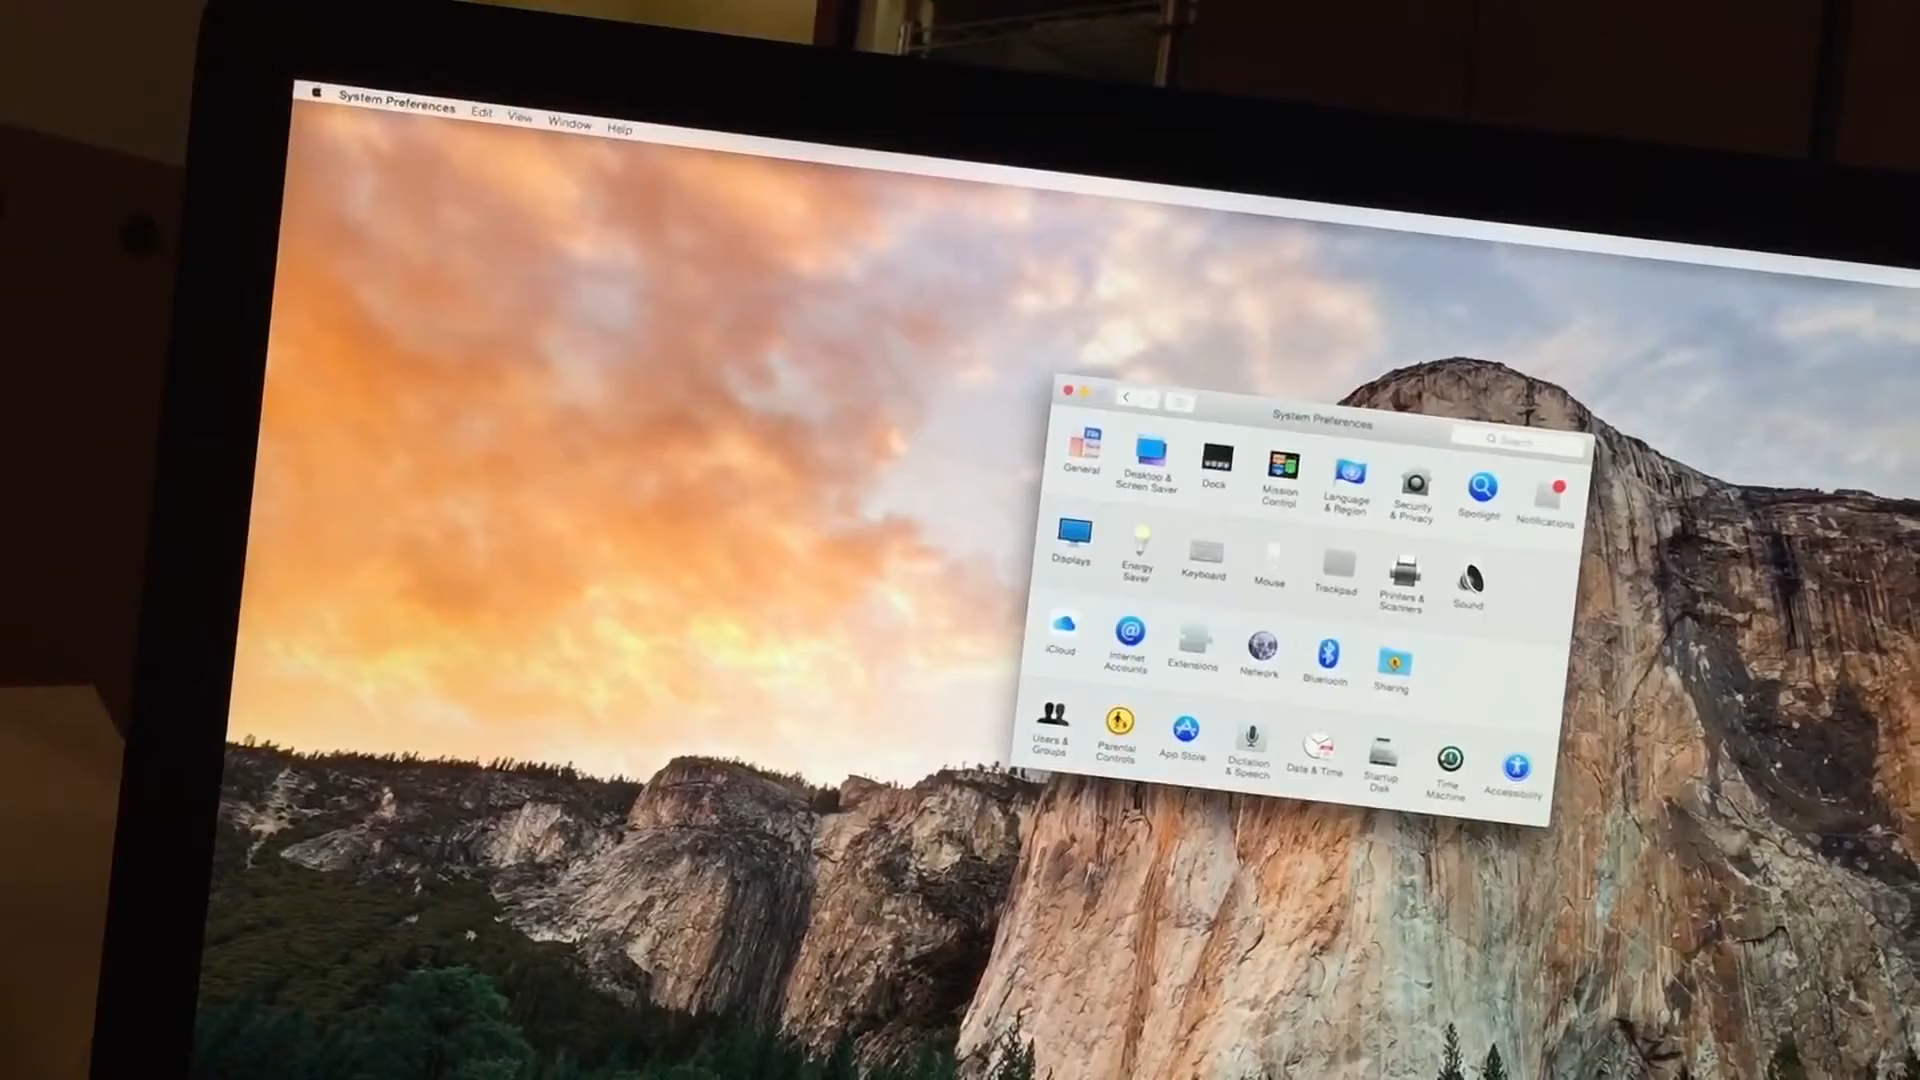 System Preferences Edit View Window Help
System Preferences
Search
General
Desktop &
Screen Saver
Dock
Mission
Control
Language
& Region
Security
& Privacy
Spotlight
Notifications
Displays
Energy
Saver
Keyboard
Mouse
Trackpad
Printers &
Scanners
Sound
iCloud
Internet
Accounts
Extensions
Network
Bluetooth
Sharing
Users &
Groups
Parental
Controls
App Store
Dictation
& Speech
Date & Time
Startup
Disk
Time
Machine
Accessibility